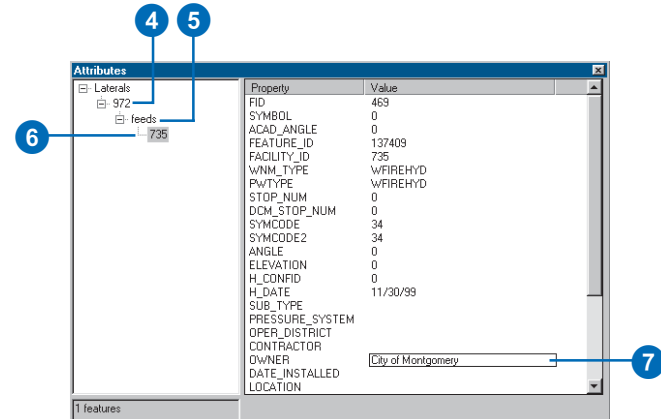 4 5
Attributes
Laterals
972
feeds
6
735
Property Value
FID 469
SYMBOL 0
ACAD_ANGLE 0
FEATURE_ID 137409
FACILITY_ID 735
WNM_TYPE WFIREHYD
PWTYPE WFIREHYD
STOP_NUM 0
DCM_STOP_NUM 0
SYMCODE 34
SYMCODE2 34
ANGLE 0
ELEVATION 0
H_CONFID 0
H_DATE 11/30/99
SUB_TYPE
PRESSURE_SYSTEM
OPER_DISTRICT
CONTRACTOR
OWNER City of Montgomery
7
DATE_INSTALLED
LOCATION
1 features